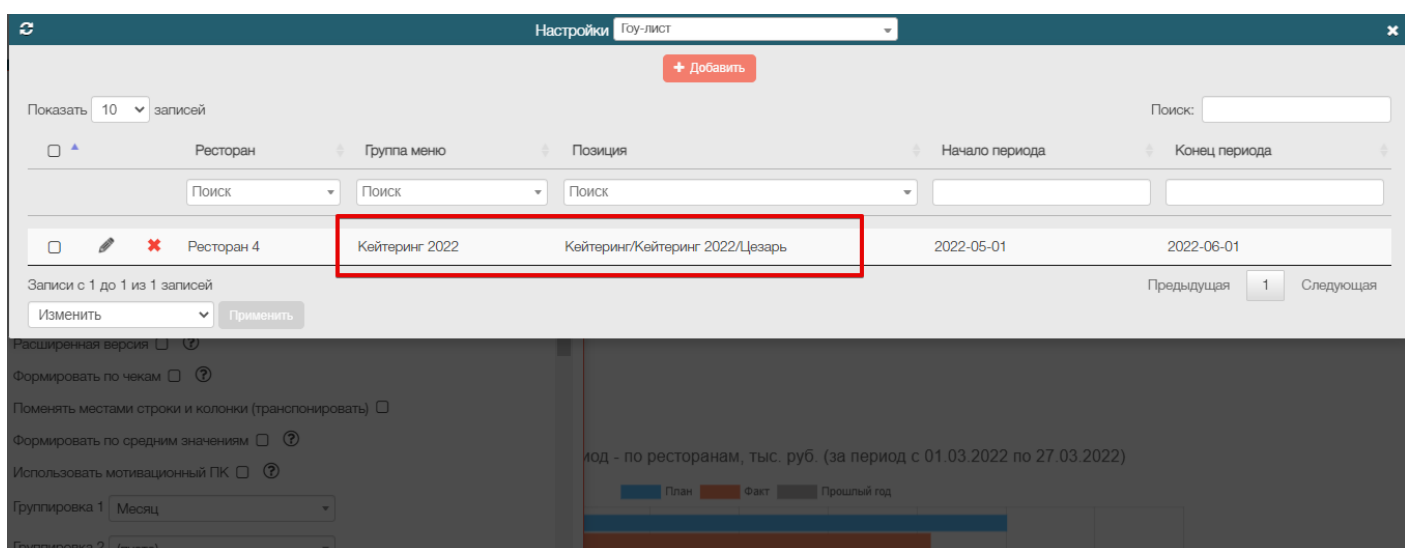 Настройки Гоу-лист
+ Добавить
Показать 10 записей Поиск:
Ресторан Группа меню Позиция Начало периода Конец периода
Поиск Поиск Поиск
Ресторан 4 Кейтеринг 2022 Кейтеринг/Кейтеринг 2022/Цезарь 2022-05-01 2022-06-01
Записи с 1 до 1 из 1 записей Предыдущая 1 Следующая
Изменить Применить
Расширенная версия
Формировать по чекам
Поменять местами строки и колонки (транспонировать)
Формировать по средним значениям
иод - по ресторанам, тыс. руб. (за период с 01.03.2022 по 27.03.2022)
Использовать мотивационный ПК
План Факт Прошлый год
Группировка 1 Месяц
Группировка 2